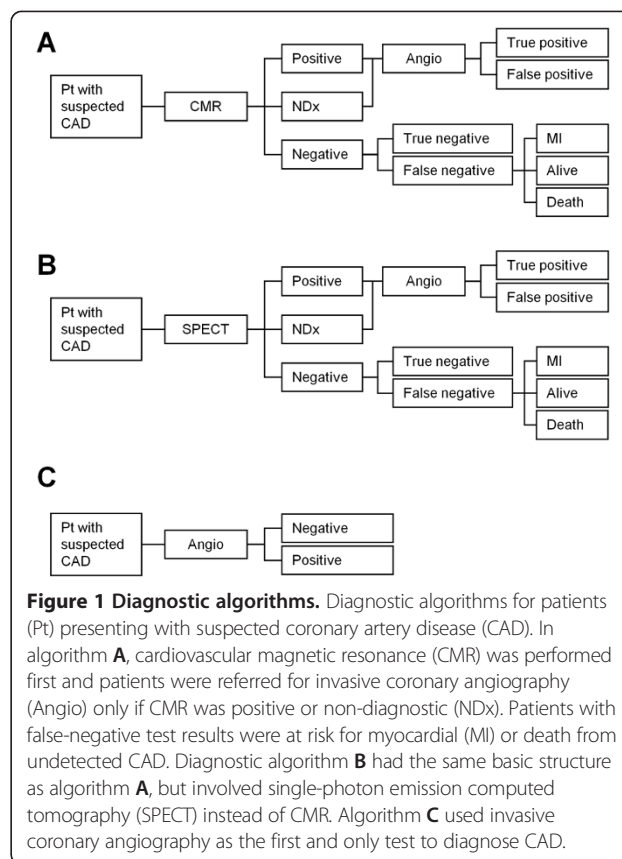 A
Pt with
suspected
CAD
CMR
Positive
NDx
Negative
Angio
True positive
False positive
True negative
False negative
MI
Alive
Death
B
Pt with
suspected
CAD
SPECT
Positive
NDx
Negative
Angio
True positive
False positive
True negative
False negative
MI
Alive
Death
C
Pt with
suspected
CAD
Angio
Negative
Positive
Figure 1 Diagnostic algorithms. Diagnostic algorithms for patients
(Pt) presenting with suspected coronary artery disease (CAD). In
algorithm A, cardiovascular magnetic resonance (CMR) was performed
first and patients were referred for invasive coronary angiography
(Angio) only if CMR was positive or non-diagnostic (NDx). Patients with
false-negative test results were at risk for myocardial (MI) or death from
undetected CAD. Diagnostic algorithm B had the same basic structure
as algorithm A, but involved single-photon emission computed
tomography (SPECT) instead of CMR. Algorithm C used invasive
coronary angiography as the first and only test to diagnose CAD.